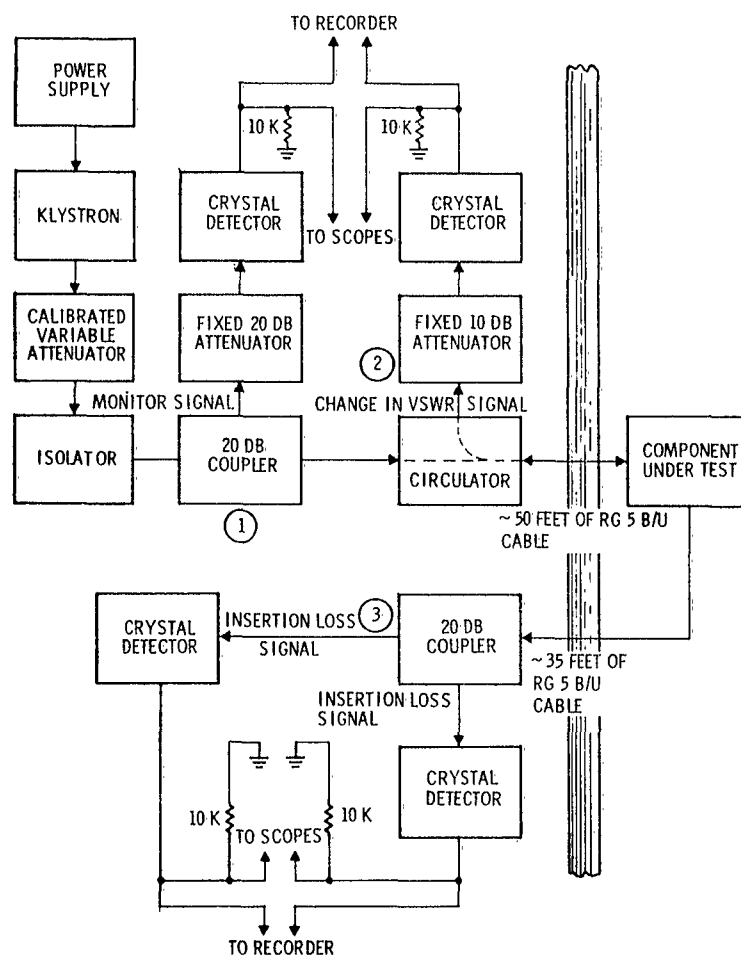 TO RECORDER
POWER
SUPPLY
10 K
10 K
KLYSTRON
CRYSTAL
DETECTOR
CRYSTAL
DETECTOR
TO SCOPES
CALIBRATED
VARIABLE
ATTENUATOR
FIXED 20 DB
ATTENUATOR
FIXED 10 DB
ATTENUATOR
2
MONITOR SIGNAL
CHANGE IN VSWR SIGNAL
ISOLATOR
20 DB
COUPLER
CIRCULATOR
COMPONENT
UNDER TEST
1
~50 FEET OF RG 5 B/U
CABLE
CRYSTAL
DETECTOR
INSERTION LOSS
SIGNAL
3
20 DB
COUPLER
~35 FEET OF
RG 5 B/U
CABLE
INSERTION LOSS
SIGNAL
CRYSTAL
DETECTOR
10 K
10 K
TO SCOPES
TO RECORDER